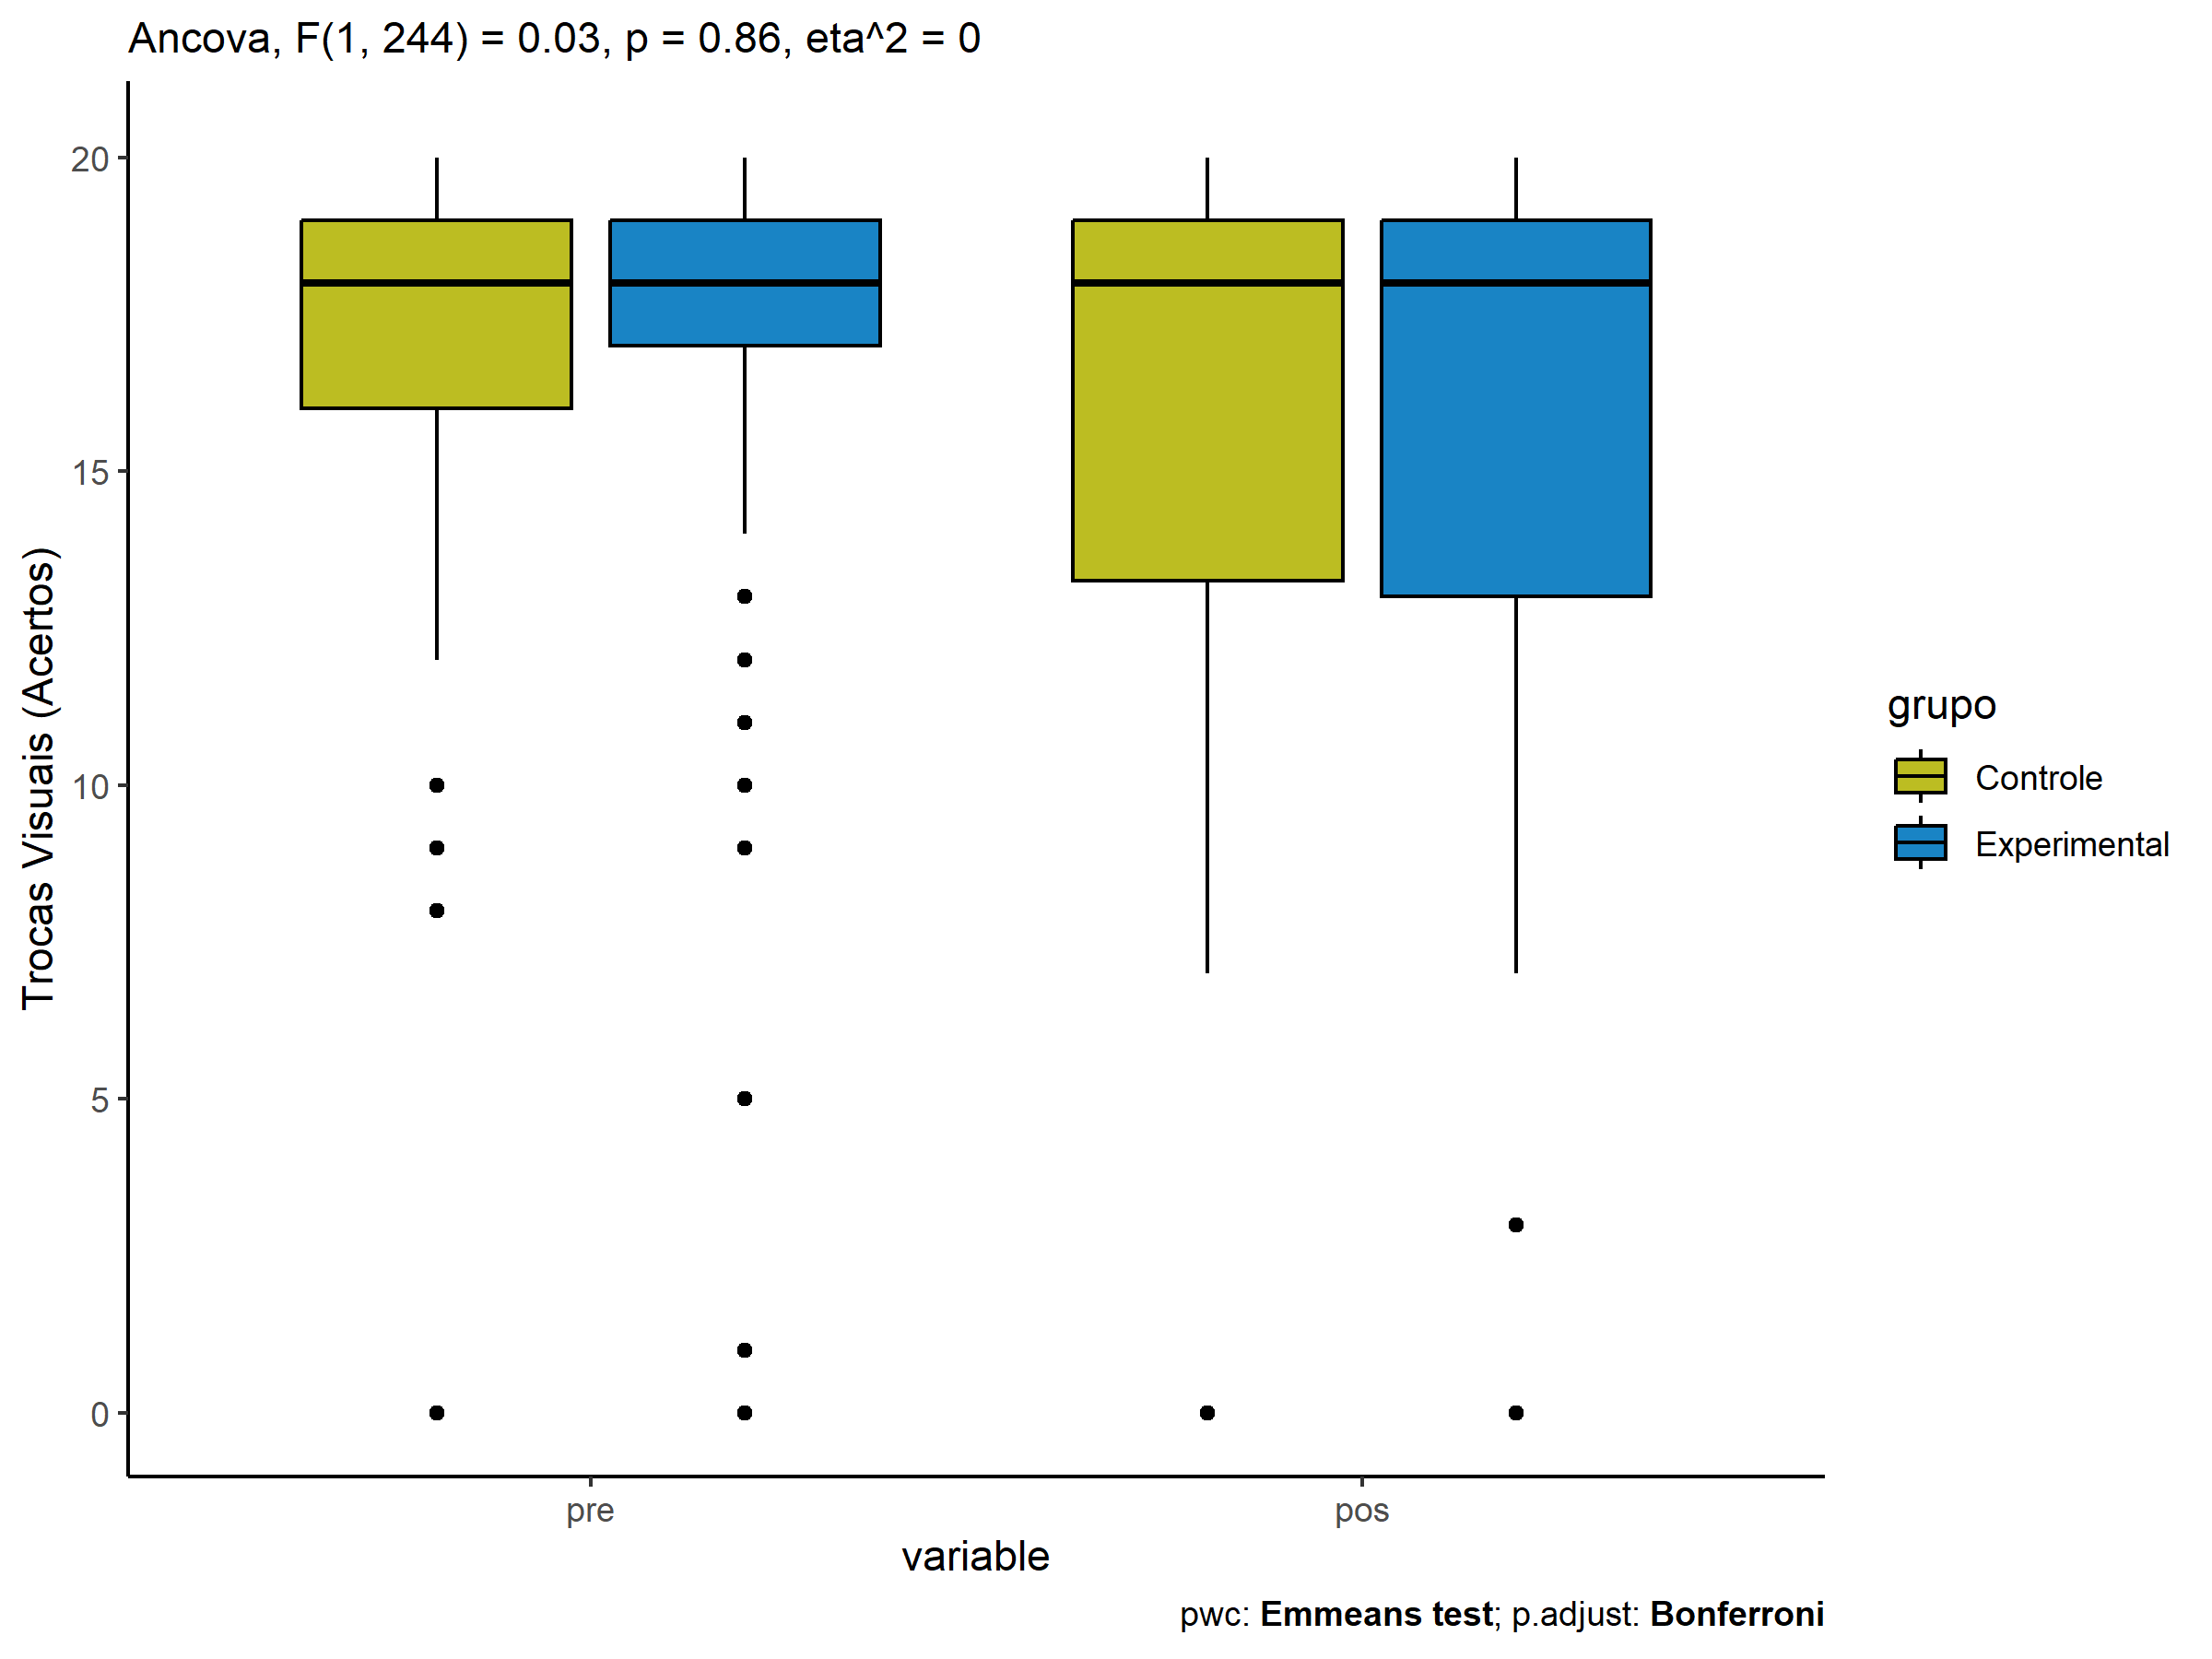 Ancova, F(1, 244) = 0.03, p = 0.86, eta^2 = 0
Trocas Visuais (Acertos)
20
15
10
5
0
pre
pos
variable
grupo
Controle
Experimental
pwc: Emmeans test; p.adjust: Bonferroni